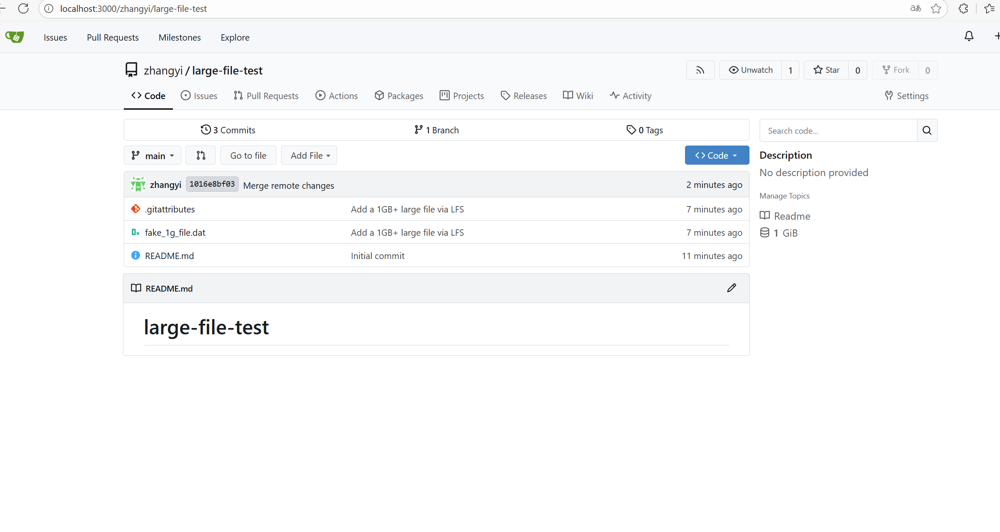 localhost:3000/zhangyi/large-file-test
aあ
Issues Pull Requests Milestones Explore
zhangyi / large-file-test
Unwatch 1 Star 0 Fork 0
Code Issues Pull Requests Actions Packages Projects Releases Wiki Activity Settings
3 Commits 1 Branch 0 Tags
Search code...
main Go to file Add File Code
Description
No description provided
zhangyi 1016e8bf03 Merge remote changes 2 minutes ago
Manage Topics
.gitattributes Add a 1GB+ large file via LFS 7 minutes ago
Readme
fake_1g_file.dat Add a 1GB+ large file via LFS 7 minutes ago
1 GiB
README.md Initial commit 11 minutes ago
README.md
large-file-test